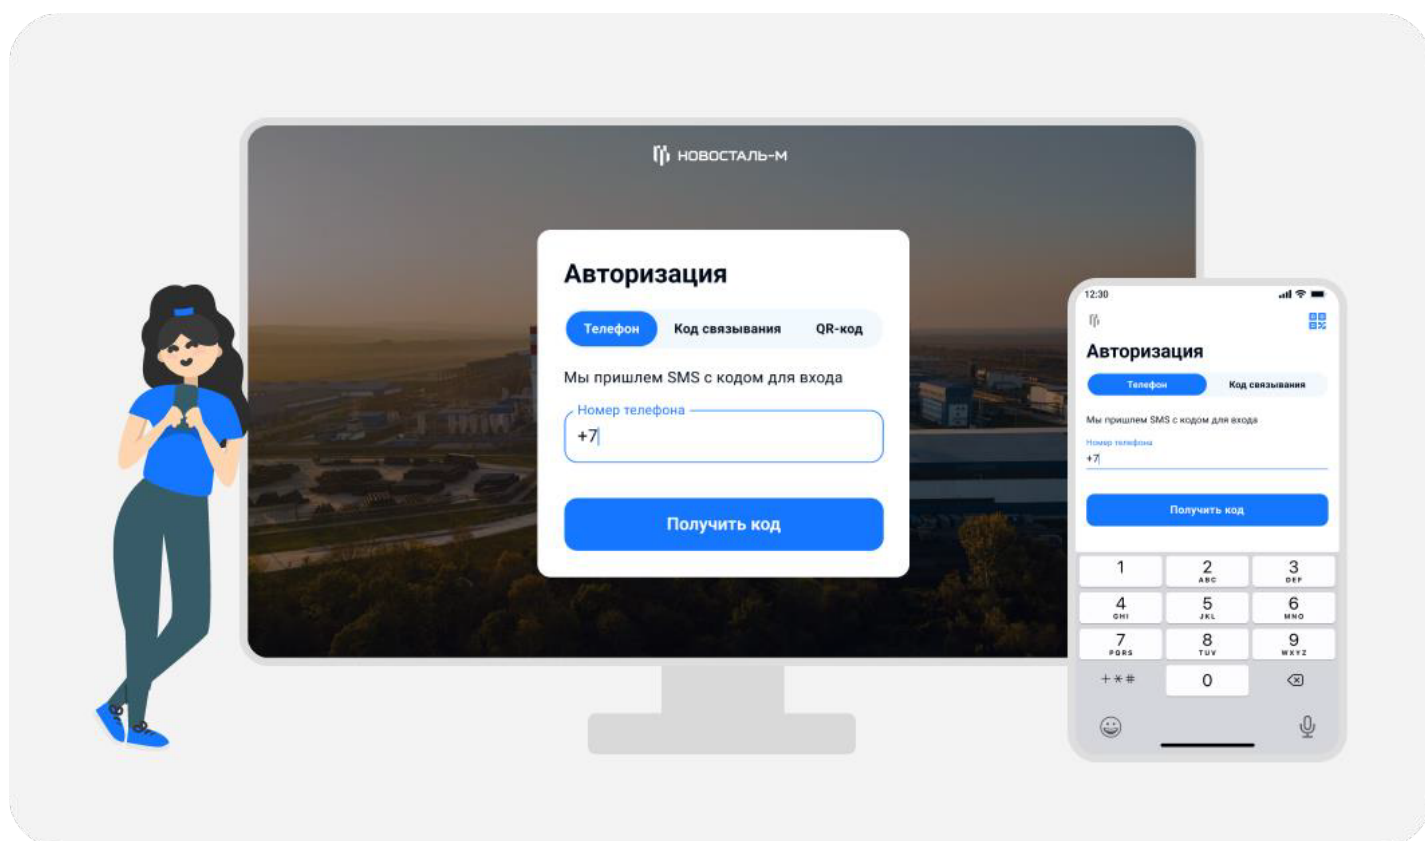 НОВОСТАЛЬ-М
Авторизация
Телефон Код связывания QR-код
Мы пришлем SMS с кодом для входа
Номер телефона
+7
Получить код
12:30
Авторизация
Телефон Код связывания
Мы пришлем SMS с кодом для входа
Номер телефона
+7
Получить код
1 2 3
ABC DEF
4 5 6
GHI JKL MNO
7 8 9
PQRS TUV WXYZ
+*# 0